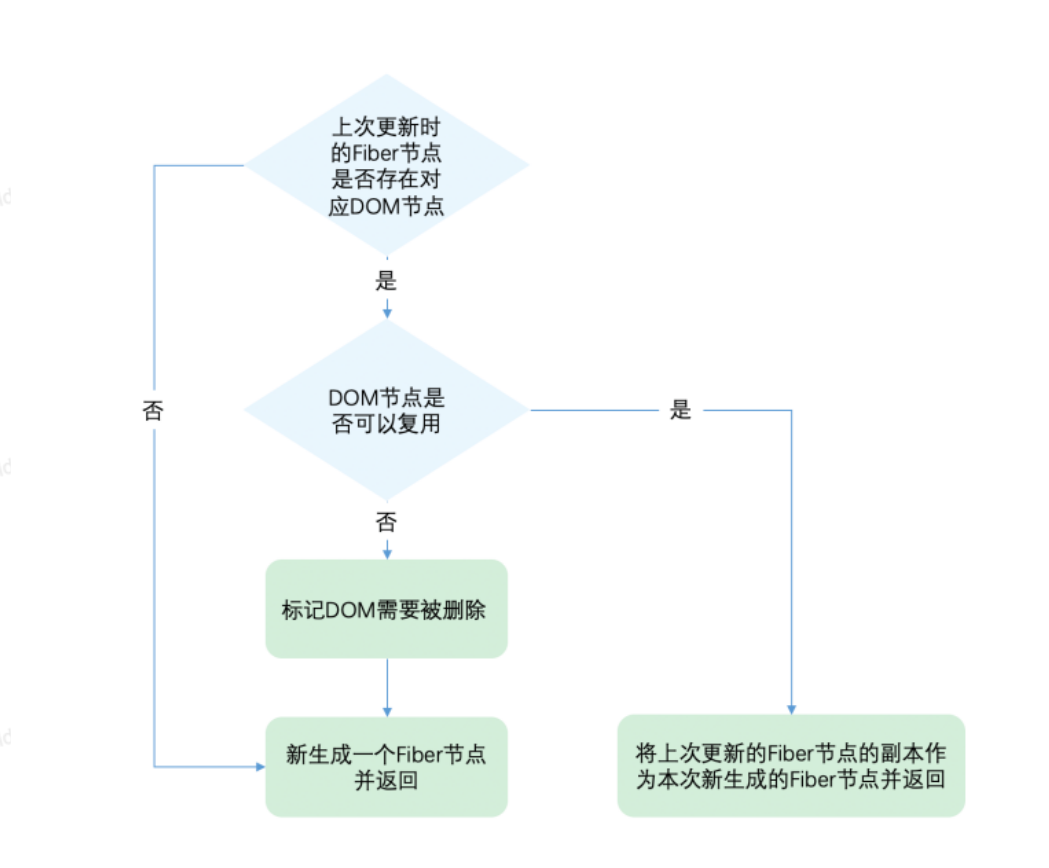 上次更新时
的Fiber节点
是否存在对
应DOM节点
是
否
DOM节点是
否可以复用
是
否
标记DOM需要被删除
新生成一个Fiber节点
并返回
将上次更新的Fiber节点的副本作
为本次新生成的Fiber节点并返回